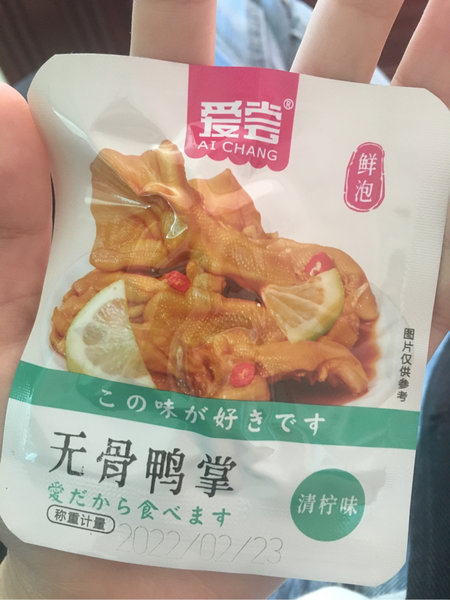 爱尝®
AI CHANG
鲜泡
图片仅供参考
この味が好きです
无骨鸭掌
愛だから食べます
清柠味
称重计量
2022/02/23